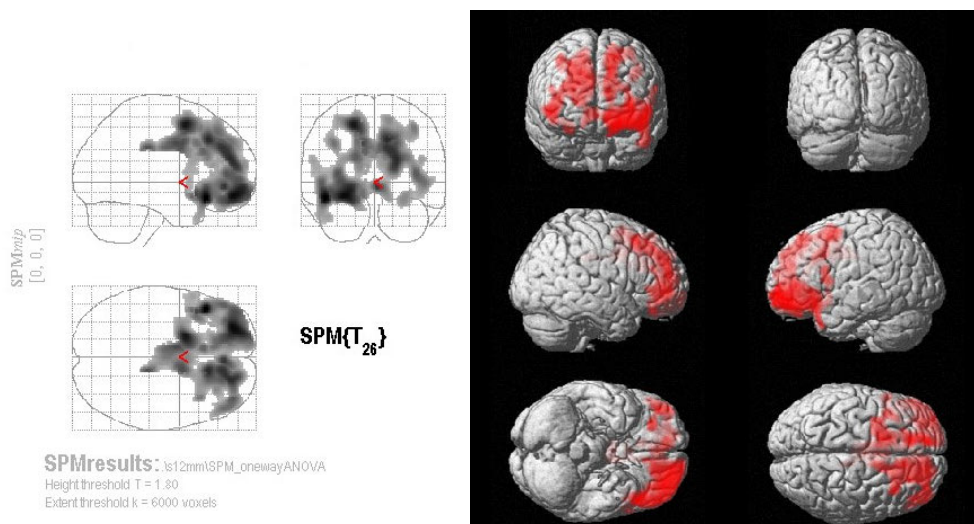 SPMmip
[0, 0, 0]
<
<
<
SPM{T26}
SPMresults: .\s12mm\SPM_onewayANOVA
Height threshold T = 1.80
Extent threshold k = 6000 voxels